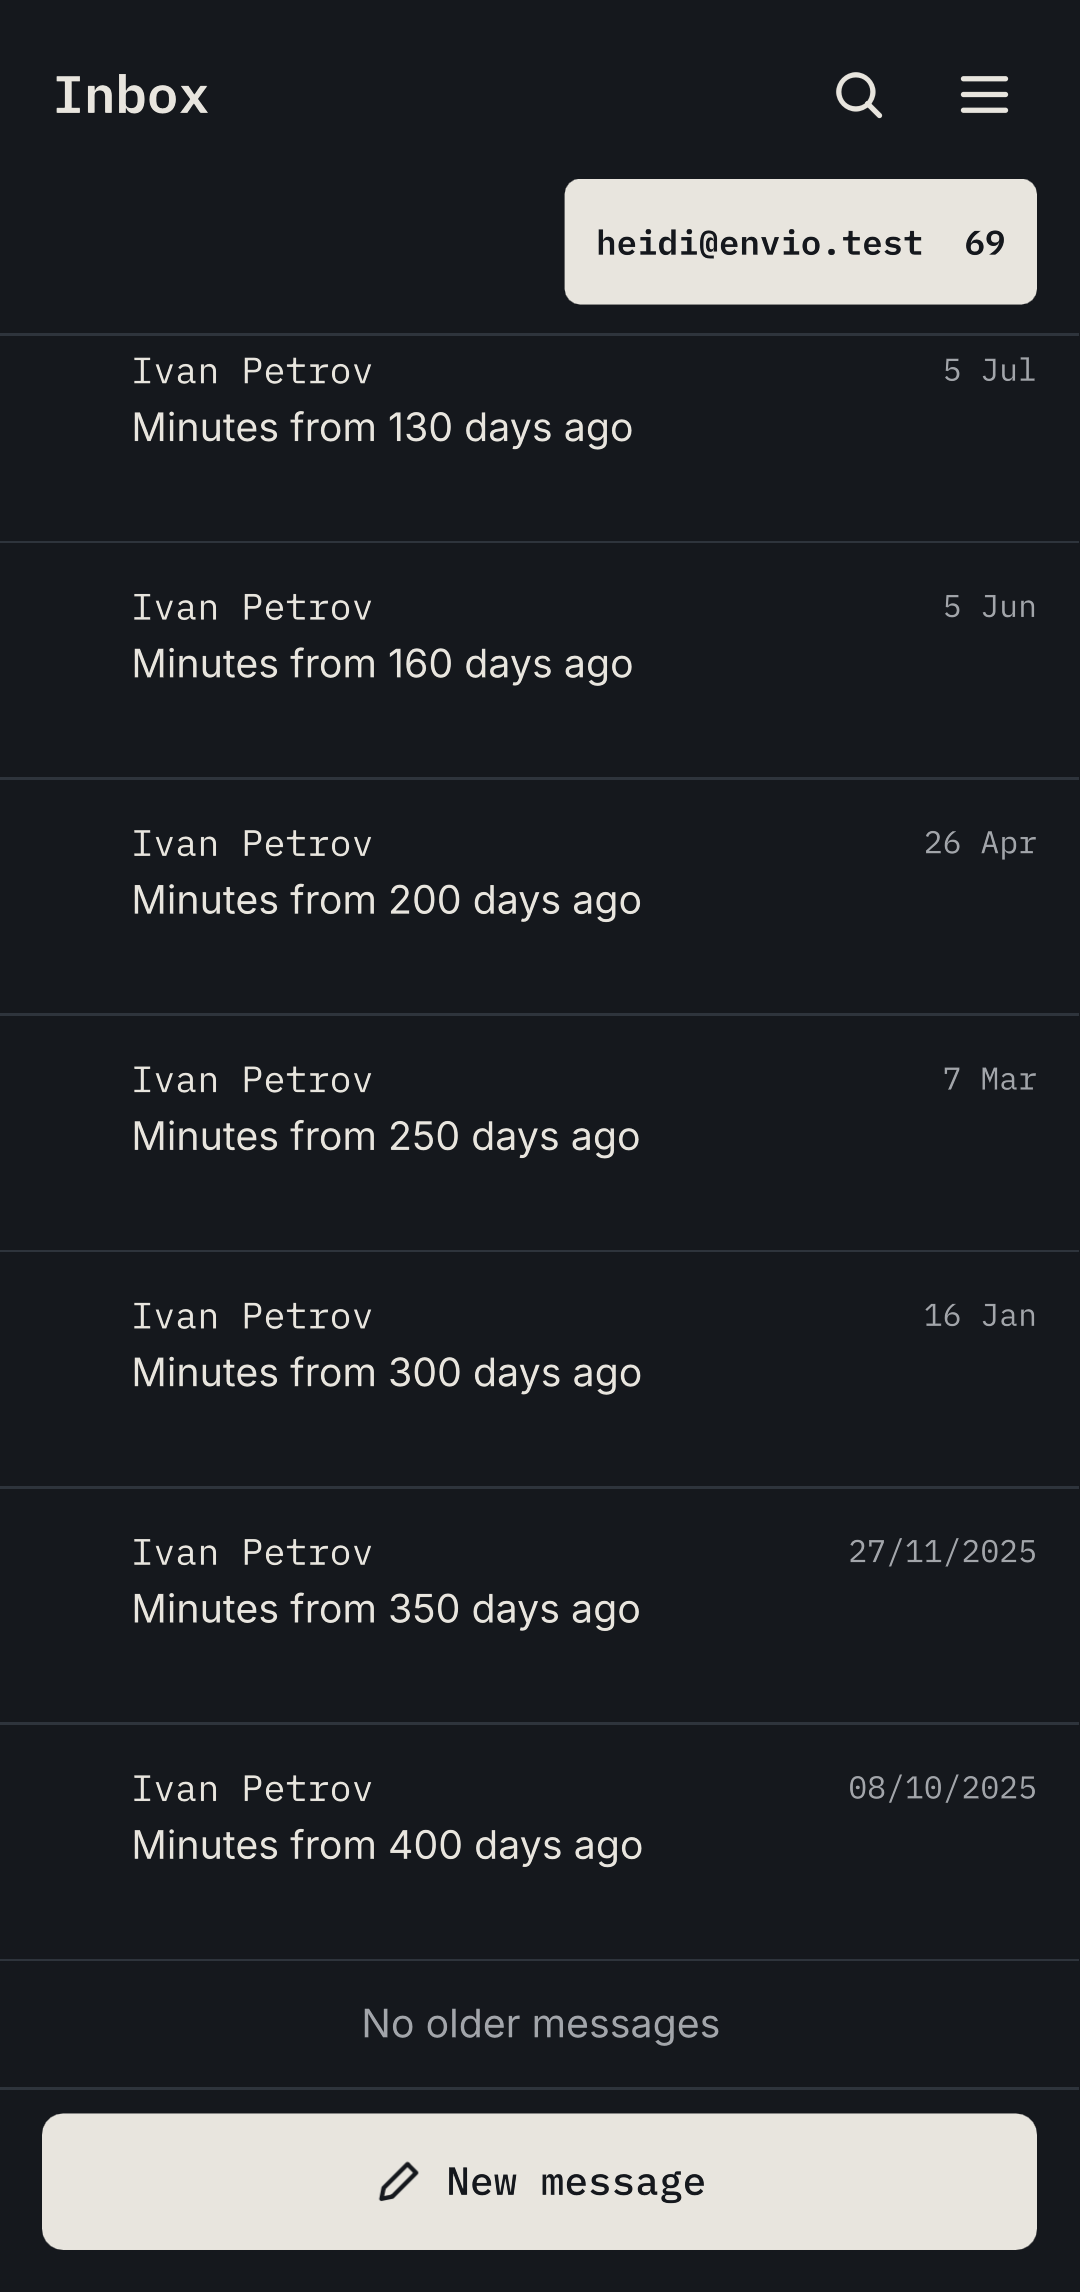 Inbox
heidi@envio.test 69
Ivan Petrov 5 Jul
Minutes from 130 days ago
Ivan Petrov 5 Jun
Minutes from 160 days ago
Ivan Petrov 26 Apr
Minutes from 200 days ago
Ivan Petrov 7 Mar
Minutes from 250 days ago
Ivan Petrov 16 Jan
Minutes from 300 days ago
Ivan Petrov 27/11/2025
Minutes from 350 days ago
Ivan Petrov 08/10/2025
Minutes from 400 days ago
No older messages
New message